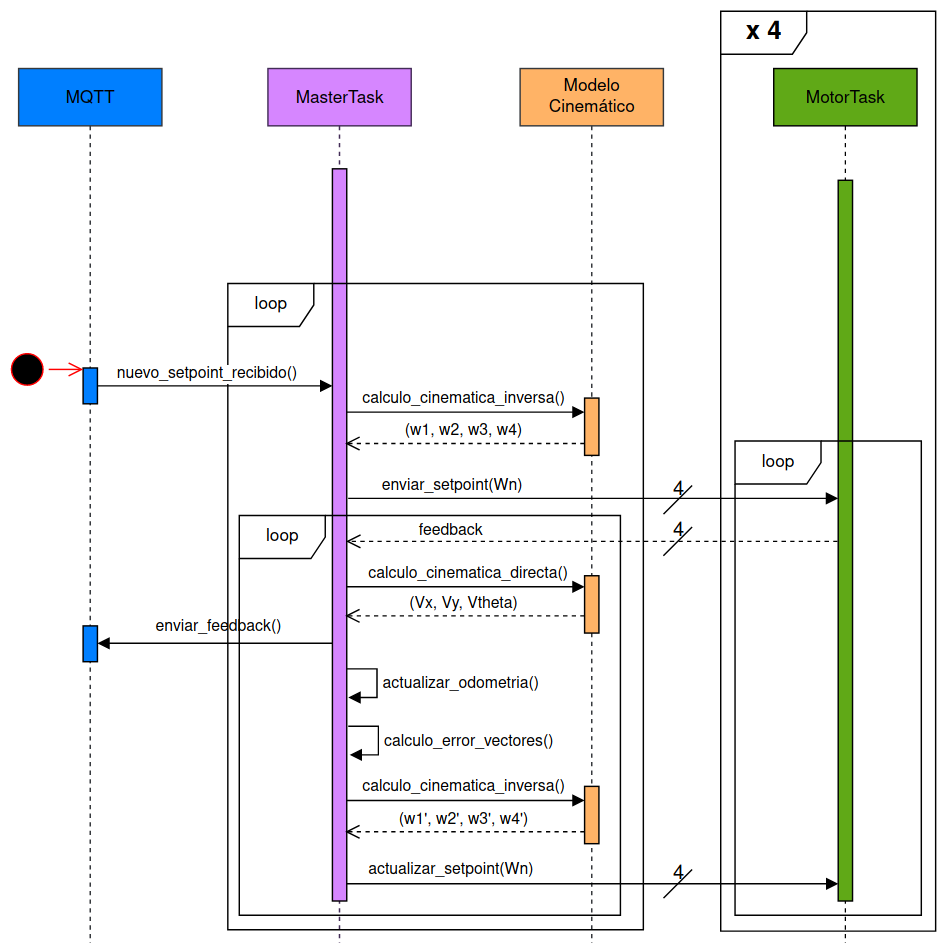 x 4
MQTT
MasterTask
Modelo
Cinemático
MotorTask
loop
nuevo_setpoint_recibido()
calculo_cinematica_inversa()
(w1, w2, w3, w4)
loop
enviar_setpoint(Wn)
4
loop
feedback
4
calculo_cinematica_directa()
(Vx, Vy, Vtheta)
enviar_feedback()
actualizar_odometria()
calculo_error_vectores()
calculo_cinematica_inversa()
(w1', w2', w3', w4')
actualizar_setpoint(Wn)
4